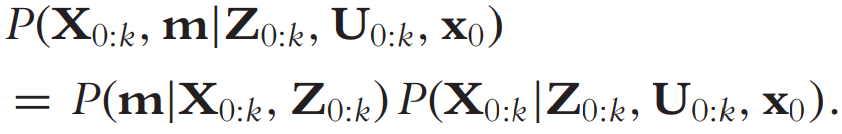 P(X₀:ₖ, m|Z₀:ₖ, U₀:ₖ, x₀)
= P(m|X₀:ₖ, Z₀:ₖ) P(X₀:ₖ|Z₀:ₖ, U₀:ₖ, x₀).